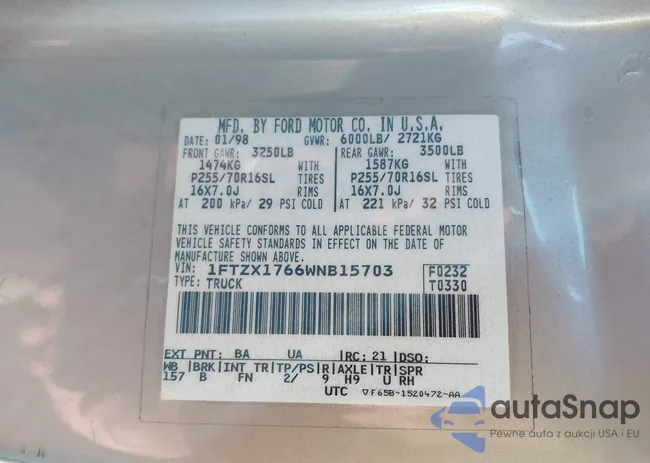 MFD. BY FORD MOTOR CO. IN U.S.A.
DATE: 01/98 GVWR: 6000LB/ 2721KG
FRONT GAWR: 3250LB REAR GAWR: 3500LB
1474KG WITH 1587KG WITH
P255/70R16SL TIRES P255/70R16SL TIRES
16X7.0J RIMS 16X7.0J RIMS
AT 200 kPa/ 29 PSI COLD AT 221 kPa/ 32 PSI COLD
THIS VEHICLE CONFORMS TO ALL APPLICABLE FEDERAL MOTOR
VEHICLE SAFETY STANDARDS IN EFFECT ON THE DATE OF
MANUFACTURE SHOWN ABOVE.
VIN: 1FTZX1766WNB15703 F0232
TYPE: TRUCK T0330
EXT PNT: BA UA |RC: 21 |DSO:
WB |BRK|INT TR|TP/PS|R|AXLE|TR|SPR
157 B FN 2/ 9 H9 U RH
UTC ▽F65B-1520472-AA
autoSnap
Pewne auta z aukcji USA i EU